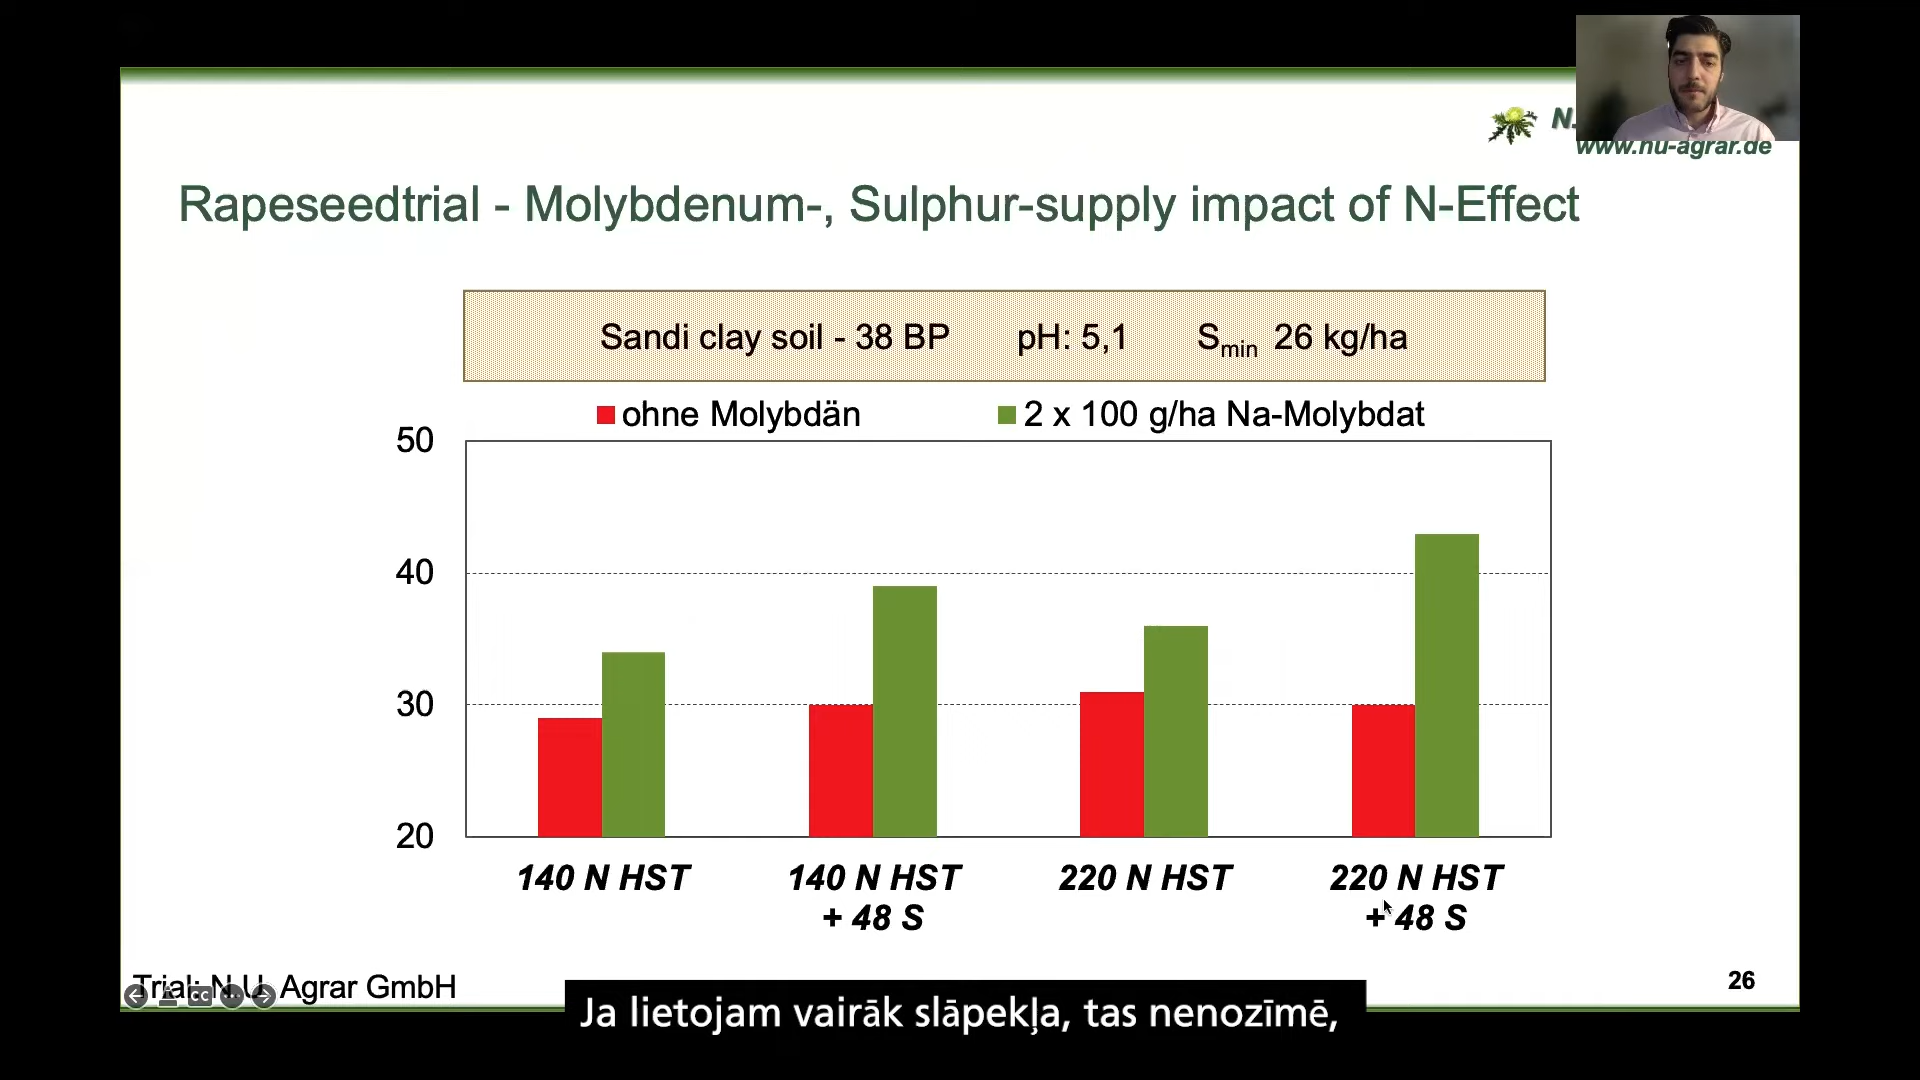 N.
www.nu-agrar.de
Rapeseedtrial - Molybdenum-, Sulphur-supply impact of N-Effect
Sandi clay soil - 38 BP pH: 5,1 Smin 26 kg/ha
ohne Molybdän 2 x 100 g/ha Na-Molybdat
50
40
30
20
140 N HST 140 N HST + 48 S 220 N HST 220 N HST + 48 S
Trial: N.U. Agrar GmbH
CC
26
Ja lietojam vairāk slāpekļa, tas nenozīmē,